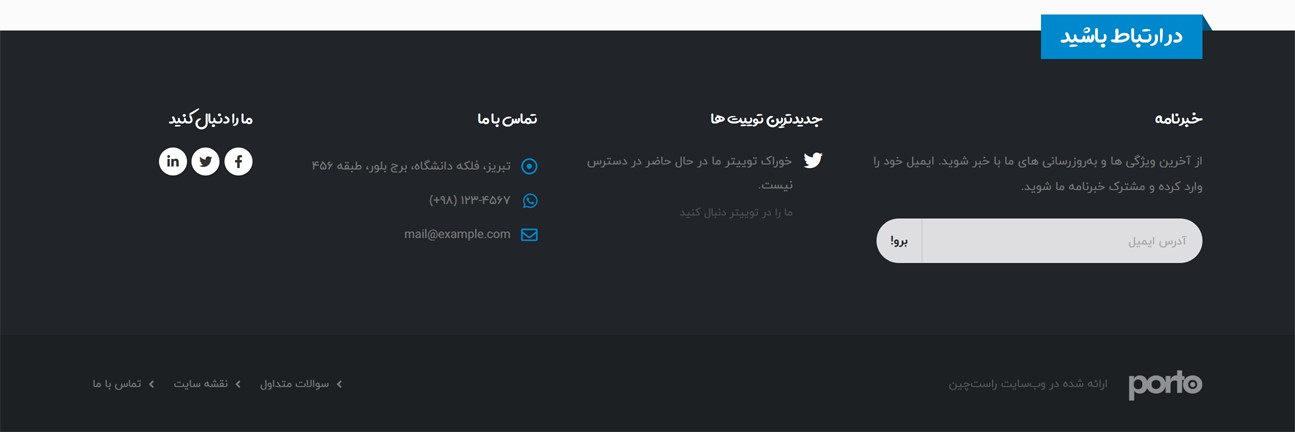 در ارتباط باشید
خبرنامه
از آخرین ویژگی ها و به‌روزرسانی های ما با خبر شوید. ایمیل خود را
وارد کرده و مشترک خبرنامه ما شوید.
آدرس ایمیل
برو!
جدیدترین توییت ها
خوراک توییتر ما در حال حاضر در دسترس
نیست.
ما را در توییتر دنبال کنید
تماس با ما
تبریز، فلکه دانشگاه، برج بلور، طبقه ۴۵۶
(+۹۸) ۱۲۳-۴۵۶۷
mail@example.com
ما را دنبال کنید
porto
ارائه شده در وب‌سایت راست‌چین
سوالات متداول
نقشه سایت
تماس با ما